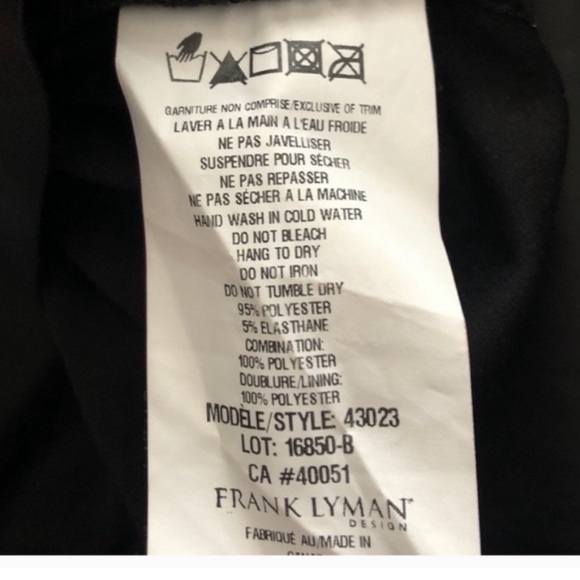 GARNITURE NON COMPRISE/EXCLUSIVE OF TRIM
LAVER A LA MAIN A L'EAU FROIDE
NE PAS JAVELLISER
SUSPENDRE POUR SÉCHER
NE PAS REPASSER
NE PAS SÉCHER A LA MACHINE
HAND WASH IN COLD WATER
DO NOT BLEACH
HANG TO DRY
DO NOT IRON
DO NOT TUMBLE DRY
95% POLYESTER
5% ELASTHANE
COMBINATION:
100% POLYESTER
DOUBLURE/LINING:
100% POLYESTER
MODÈLE/STYLE: 43023
LOT: 16850-B
CA #40051
FRANK LYMAN
DESIGN
FABRIQUÉ AU/MADE IN